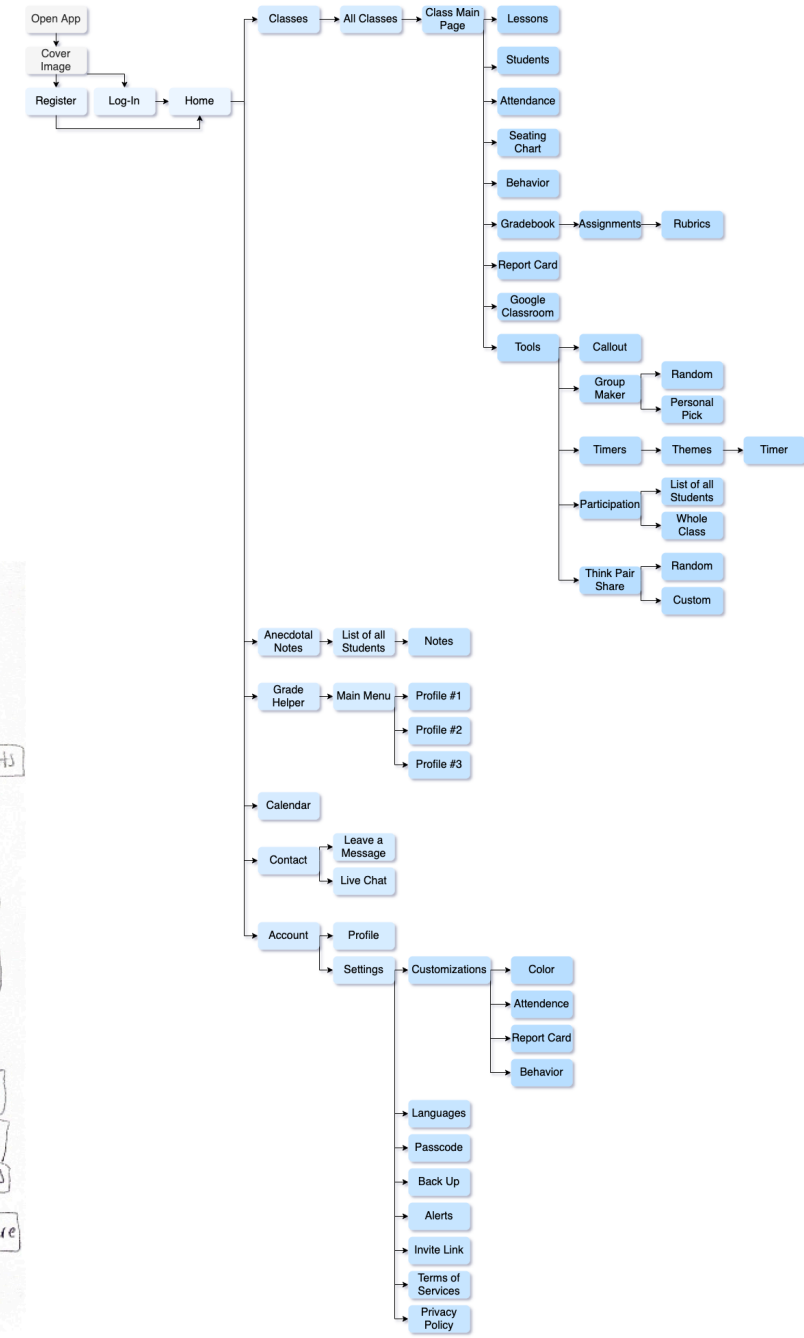 Open App
Cover
Image
Register
Log-In
Home
Classes
All Classes
Class Main
Page
Lessons
Students
Attendance
Seating
Chart
Behavior
Gradebook
Assignments
Rubrics
Report Card
Google
Classroom
Tools
Callout
Group
Maker
Random
Personal
Pick
Timers
Themes
Timer
Participation
List of all
Students
Whole
Class
Think Pair
Share
Random
Custom
Anecdotal
Notes
List of all
Students
Notes
Grade
Helper
Main Menu
Profile #1
Profile #2
Profile #3
Calendar
Contact
Leave a
Message
Live Chat
Account
Profile
Settings
Customizations
Color
Attendence
Report Card
Behavior
Languages
Passcode
Back Up
Alerts
Invite Link
Terms of
Services
Privacy
Policy